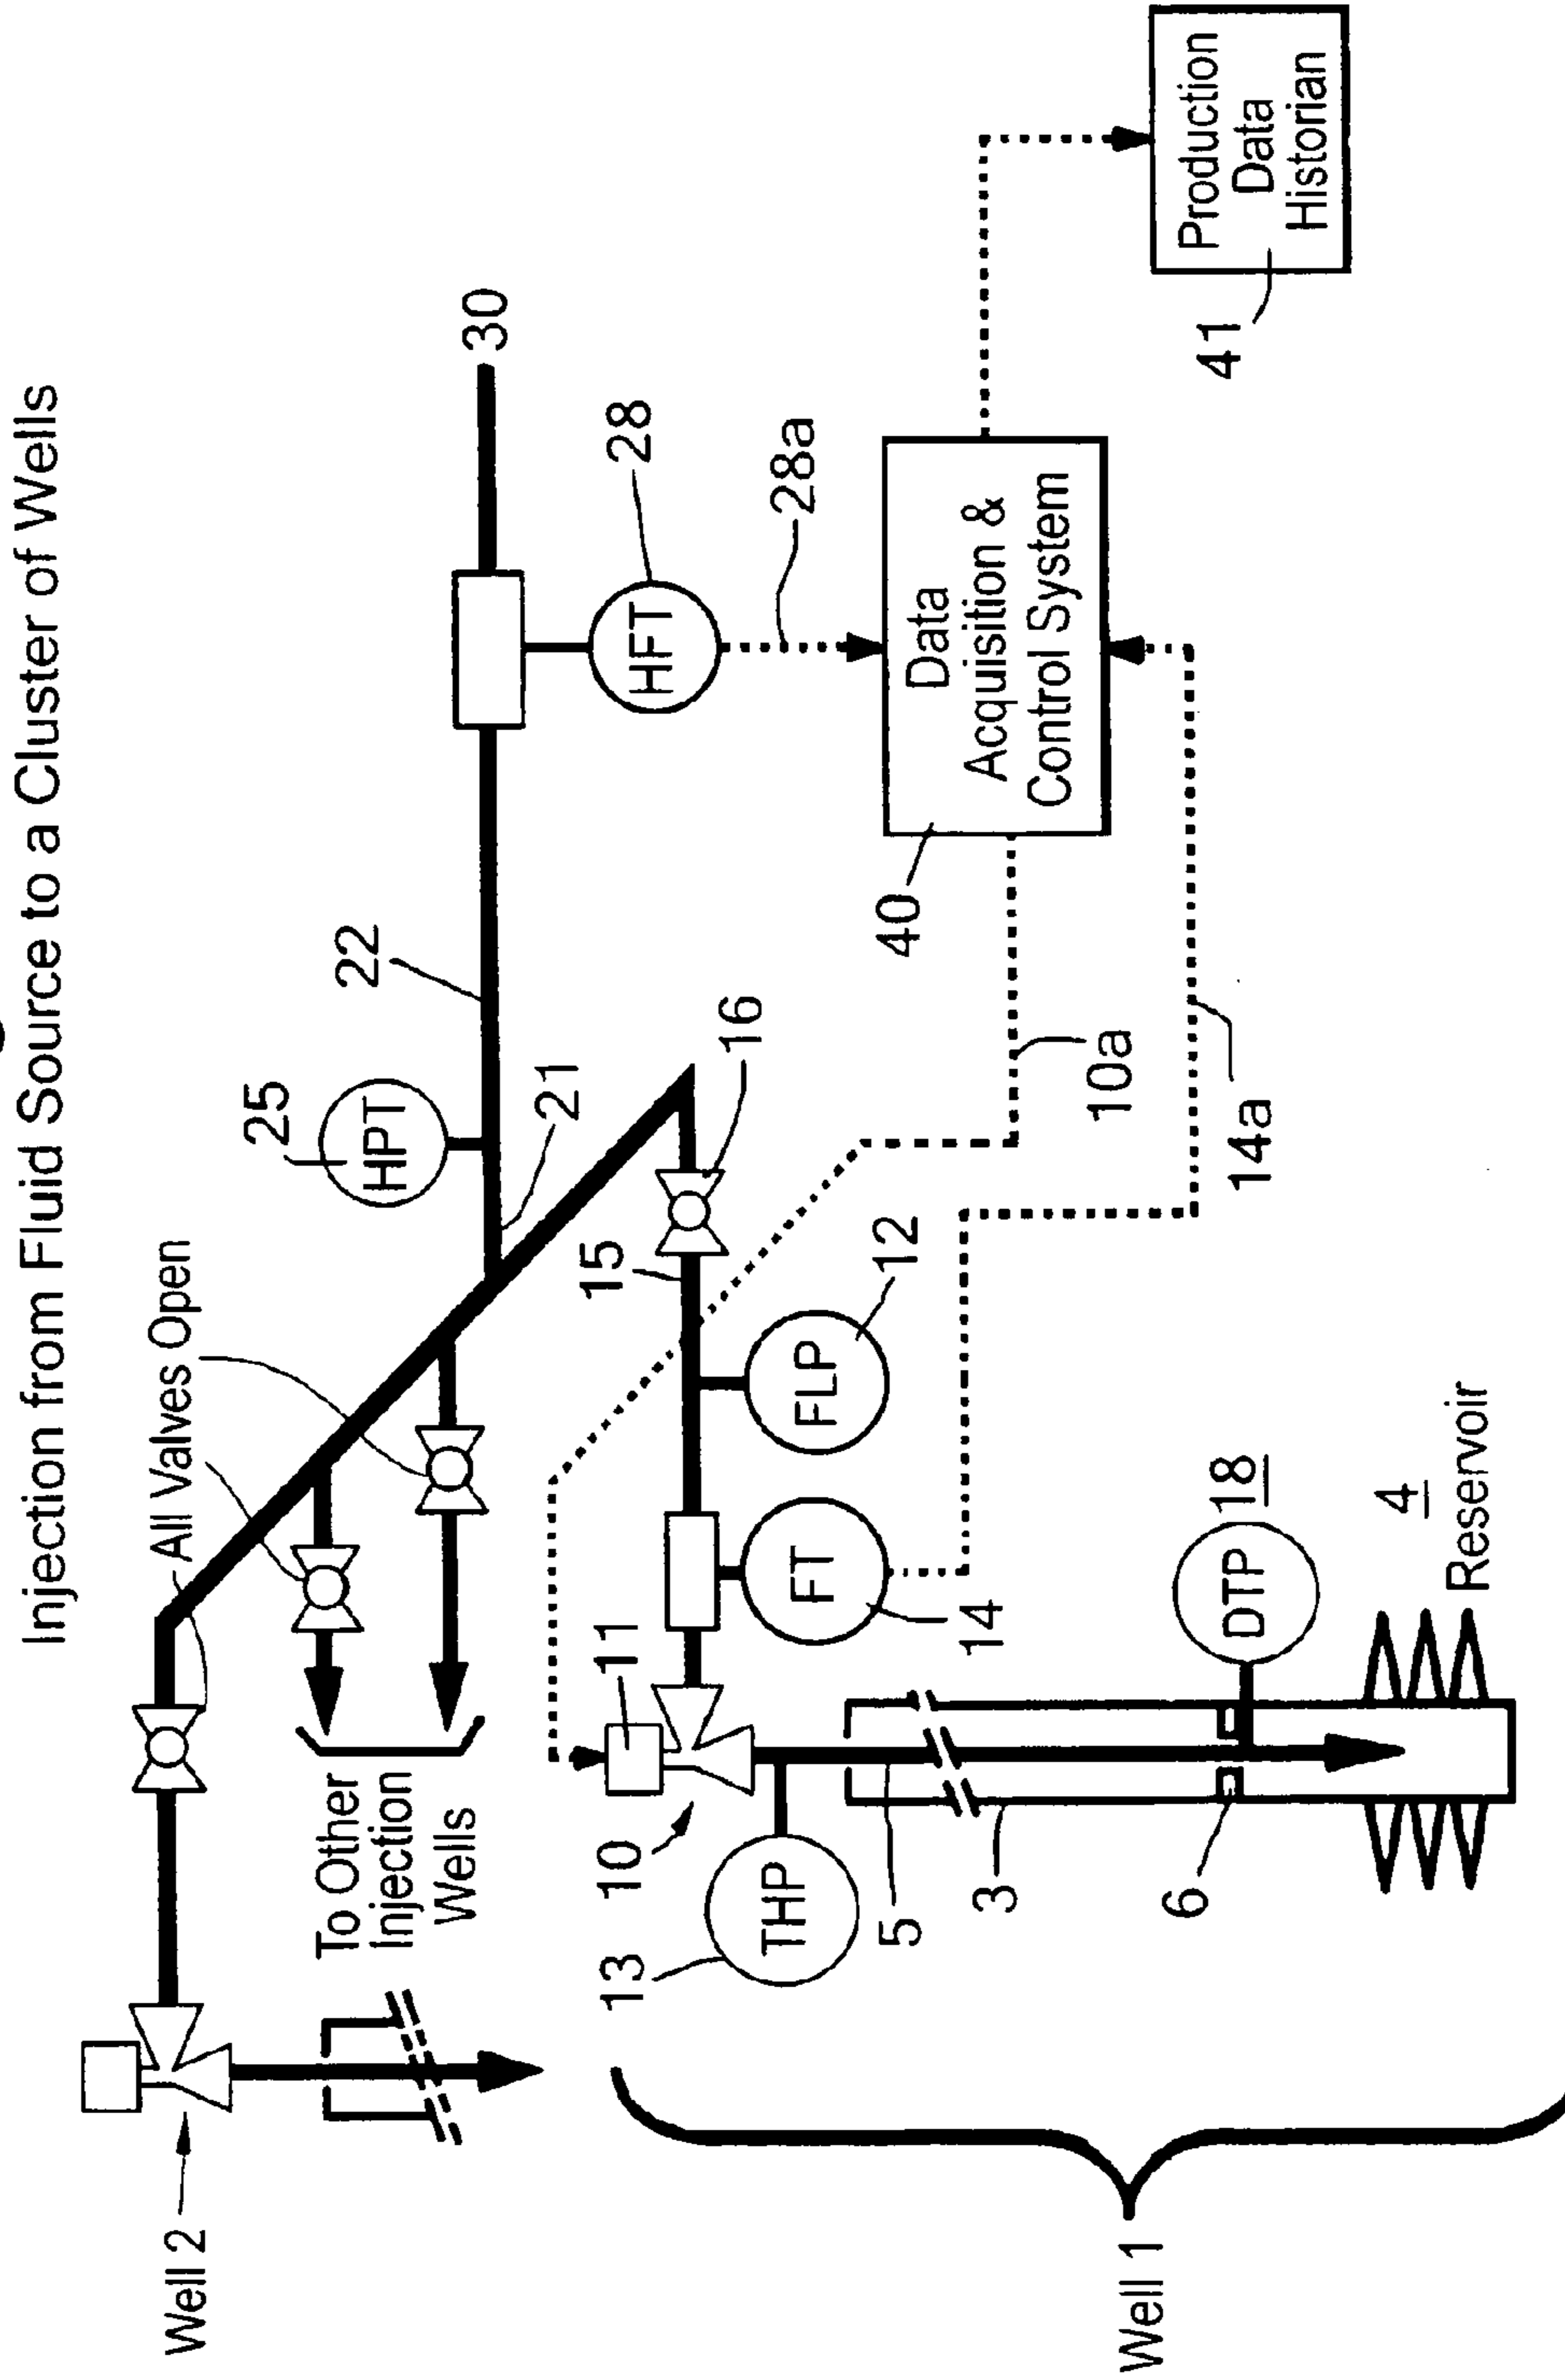 Injection from Fluid Source to a Cluster of Wells
Well 2
All Valves Open
To Other
Injection
Wells
25
HPT
22
30
21
28
HFT
28a
15
16
11
10
13
THP
FT
14
FLP
12
5
3
6
DTP
18
4
Reservoir
Well 1
10a
14a
40
Data
Acquisition &
Control System
41
Production
Data
Historian